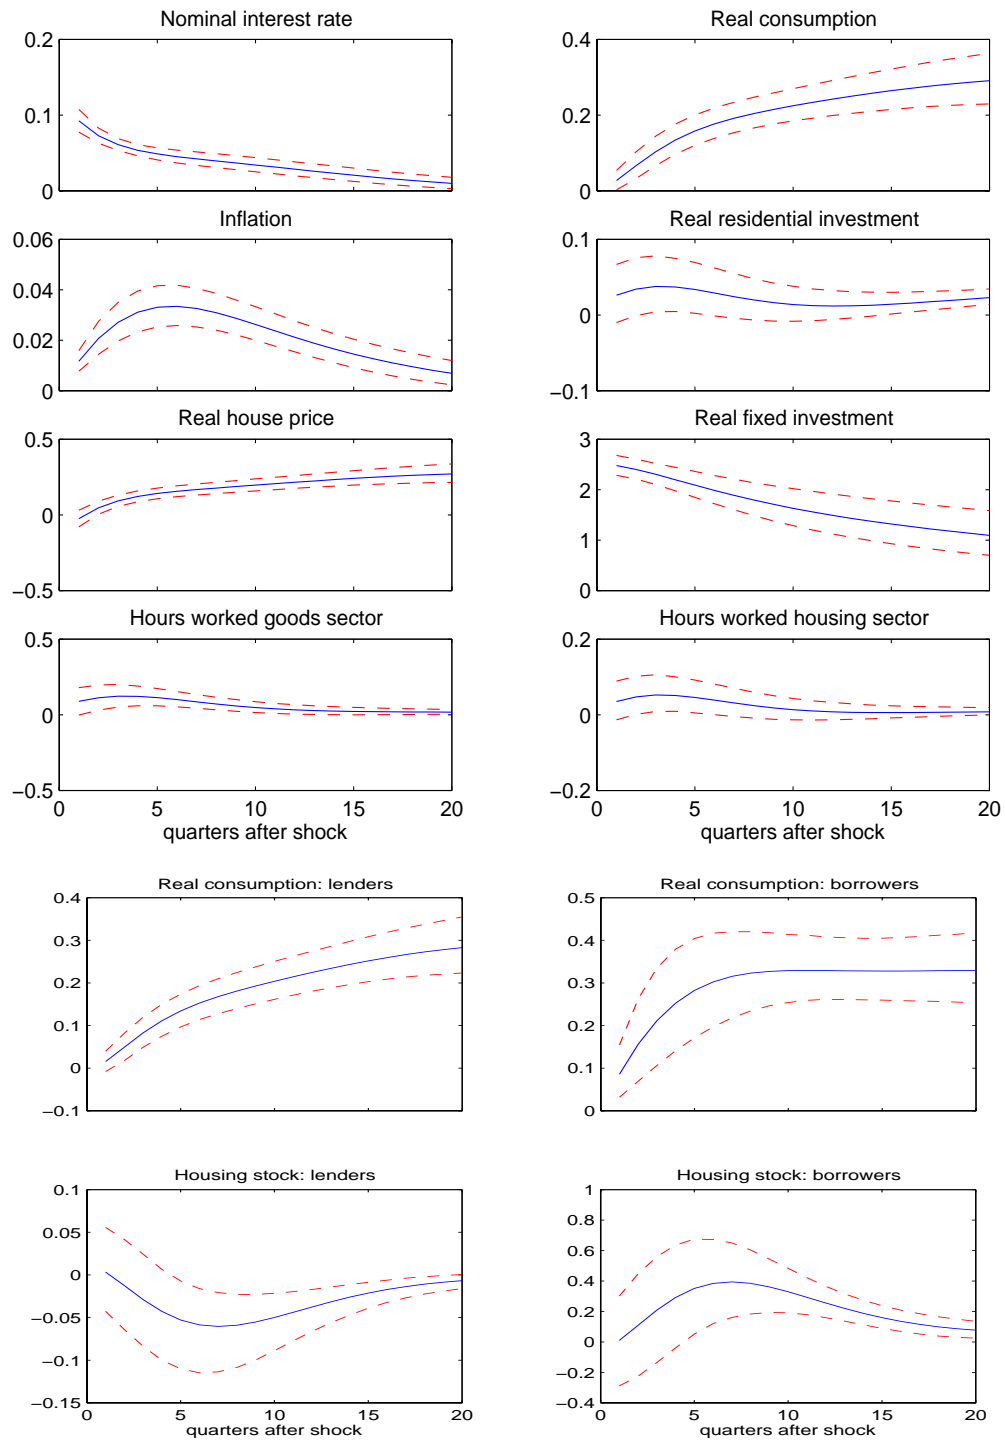 Nominal interest rate
0.2
0.1
0
Real consumption
0.4
0.2
0
Inflation
0.06
0.04
0.02
0
Real residential investment
0.1
0
−0.1
Real house price
0.5
0
−0.5
Real fixed investment
3
2
1
0
Hours worked goods sector
0.5
0
−0.5
0 5 10 15 20
quarters after shock
Hours worked housing sector
0.2
0
−0.2
0 5 10 15 20
quarters after shock
Real consumption: lenders
0.4
0.3
0.2
0.1
0
−0.1
Real consumption: borrowers
0.5
0.4
0.3
0.2
0.1
0
Housing stock: lenders
0.1
0.05
0
−0.05
−0.1
−0.15
0 5 10 15 20
quarters after shock
Housing stock: borrowers
1
0.8
0.6
0.4
0.2
0
−0.2
−0.4
0 5 10 15 20
quarters after shock